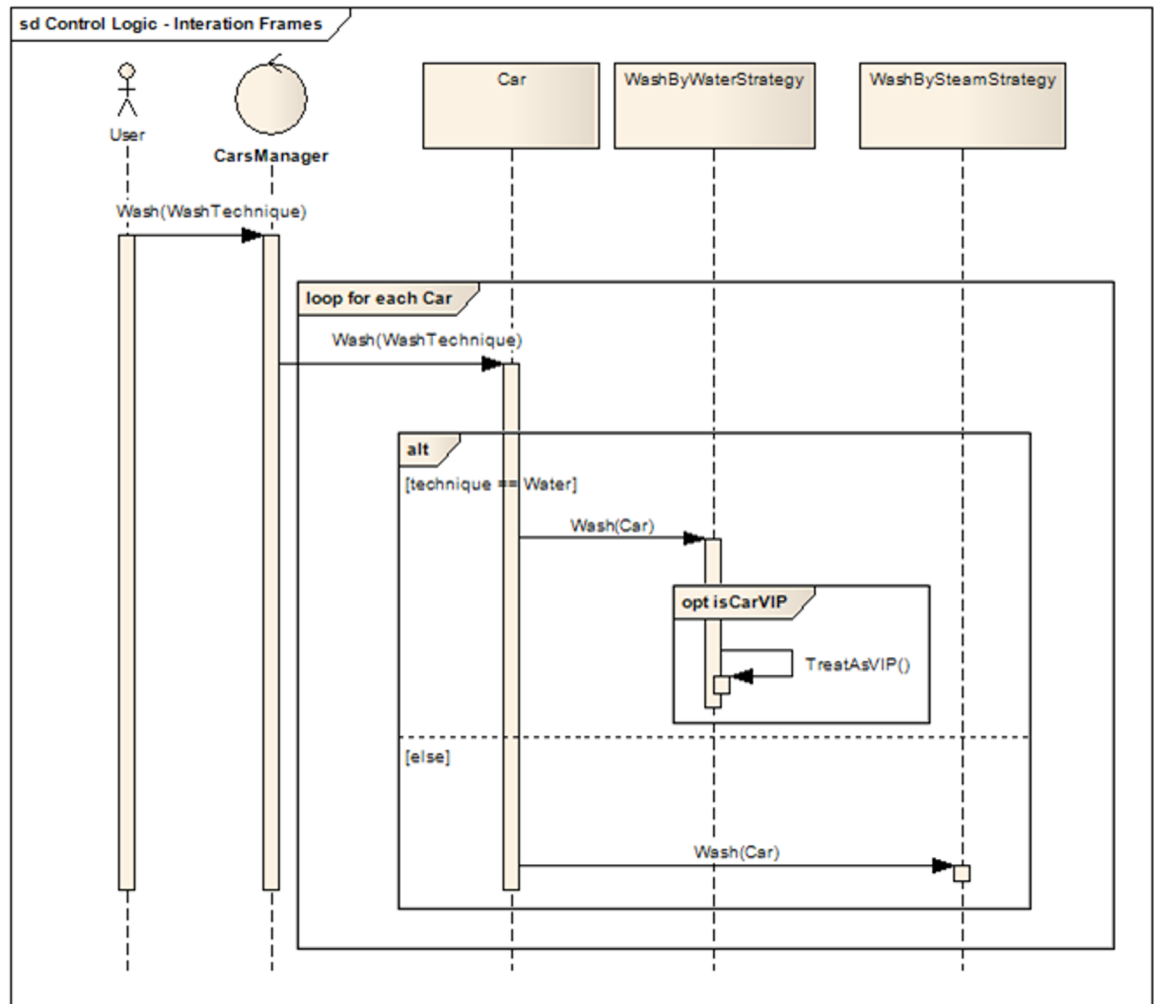 sd Control Logic - Interation Frames
User
CarsManager
Car
WashByWaterStrategy
WashBySteamStrategy
Wash(WashTechnique)
loop for each Car
Wash(WashTechnique)
alt
[technique == Water]
Wash(Car)
opt isCarVIP
TreatAsVIP()
[else]
Wash(Car)